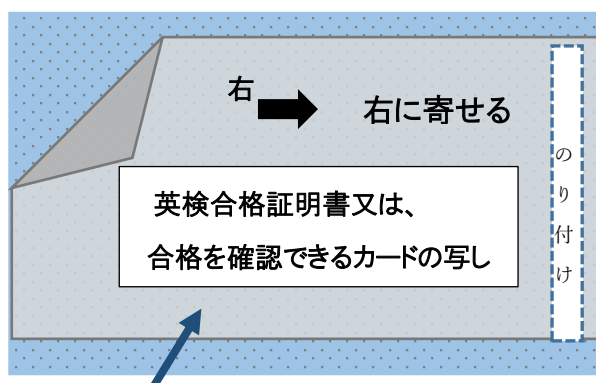 右
右に寄せる
英検合格証明書又は、
合格を確認できるカードの写し
のり付け